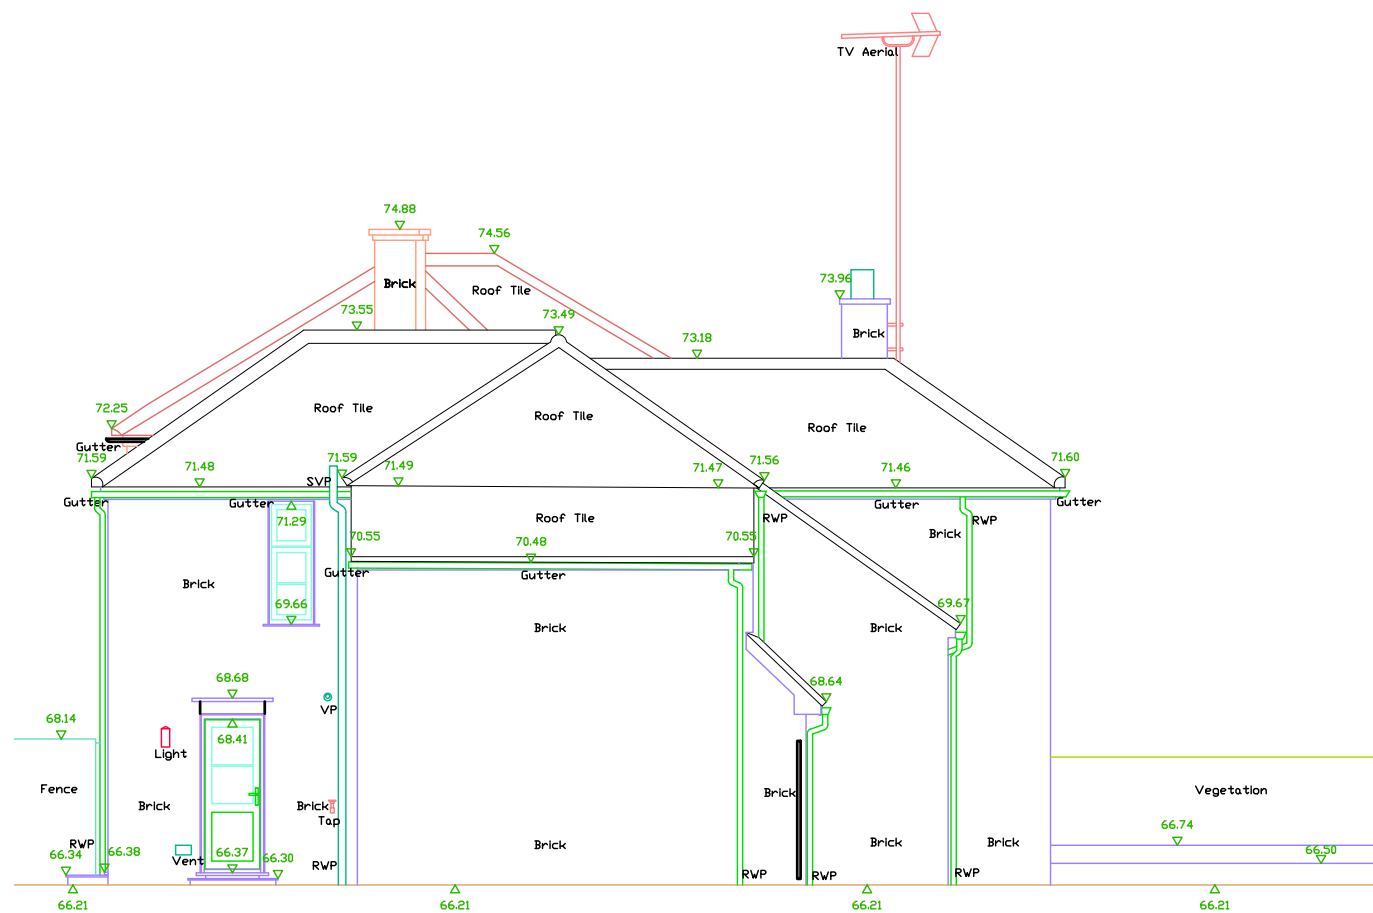 TV Aerial
74.88
74.56
73.96
Brick
Roof Tile
73.55
73.49
Brick
73.18
72.25
Roof Tile
Roof Tile
Roof Tile
Gutter
71.59
71.48
71.59
71.49
71.47
71.56
71.46
71.60
SVP
Gutter
Gutter
Gutter
Gutter
71.29
Roof Tile
RWP
RWP
Brick
70.55
70.48
70.55
Gutter
Gutter
Brick
69.66
69.67
Brick
Brick
68.68
68.64
VP
68.14
68.41
Light
Fence
Brick
Brick
Tap
Brick
Vegetation
66.74
RWP
66.34
66.38
Vent
66.37
66.30
RWP
Brick
Brick
Brick
66.50
RWP
RWP
RWP
66.21
66.21
66.21
66.21